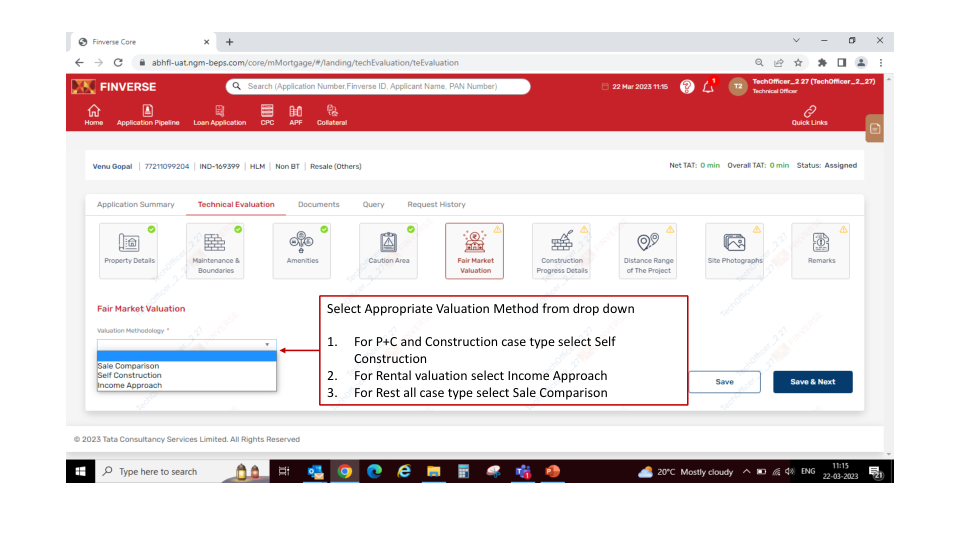 Finverse Core
abhfl-uat.ngm-beps.com/core/mMortgage/#/landing/techEvaluation/teEvaluation
FINVERSE
Search (Application Number,Finverse ID, Applicant Name, PAN Number)
22 Mar 2023 11:15
T2
TechOfficer_2 27 (TechOfficer_2_27)
Technical Officer
Home
Application Pipeline
Loan Application
CPC
APF
Collateral
Quick Links
Venu Gopal | 77211099204 | IND-169399 | HLM | Non BT | Resale (Others)
Net TAT: 0 min Overall TAT: 0 min Status: Assigned
Application Summary
Technical Evaluation
Documents
Query
Request History
Property Details
Maintenance &
Boundaries
Amenities
Caution Area
Fair Market
Valuation
Construction
Progress Details
Distance Range
of The Project
Site Photographs
Remarks
Fair Market Valuation
Valuation Methodology *
Sale Comparison
Self Construction
Income Approach
Select Appropriate Valuation Method from drop down
1. For P+C and Construction case type select Self
Construction
2. For Rental valuation select Income Approach
3. For Rest all case type select Sale Comparison
Save
Save & Next
© 2023 Tata Consultancy Services Limited. All Rights Reserved
Type here to search
20°C Mostly cloudy
ENG
11:15
22-03-2023
21